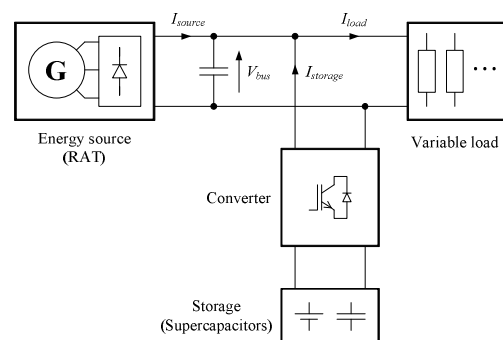 I_source
I_load
G
V_bus
I_storage
...
Energy source
(RAT)
Variable load
Converter
Storage
(Supercapacitors)